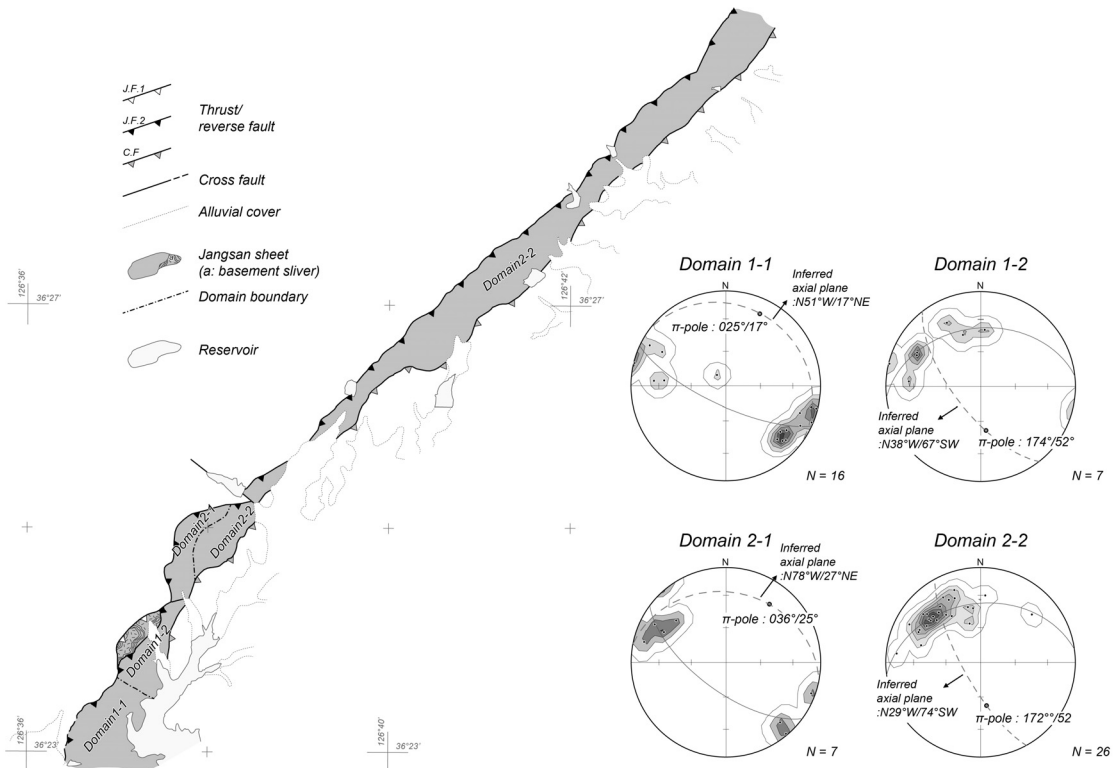 J.F.1
J.F.2
C.F
Thrust/
reverse fault
Cross fault
Alluvial cover
Jangsan sheet
(a: basement sliver)
Domain boundary
Reservoir
126°36'
36°27'
126°42'
36°27'
Domain2-2
Domain2-1
Domain2-2
Domain1-2
Domain1-1
126°36'
36°23'
126°40'
36°23'
Domain 1-1
N
Inferred
axial plane
:N51°W/17°NE
π-pole : 025°/17°
N = 16
Domain 1-2
N
Inferred
axial plane
:N38°W/67°SW
π-pole : 174°/52°
N = 7
Domain 2-1
N
Inferred
axial plane
:N78°W/27°NE
π-pole : 036°/25°
N = 7
Domain 2-2
N
Inferred
axial plane
:N29°W/74°SW
π-pole : 172°°/52
N = 26